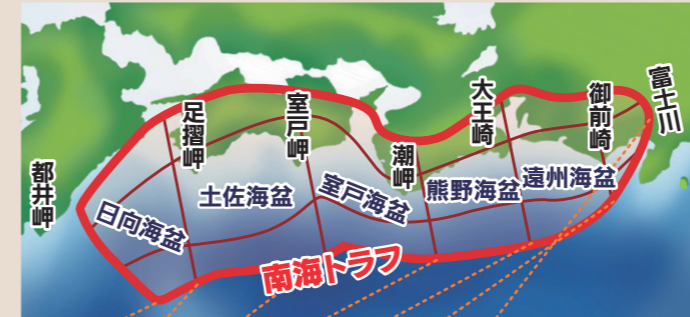 足摺岬
室戸岬
潮岬
大王崎
御前崎
富士川
都井岬
日向海盆
土佐海盆
室戸海盆
熊野海盆
遠州海盆
南海トラフ